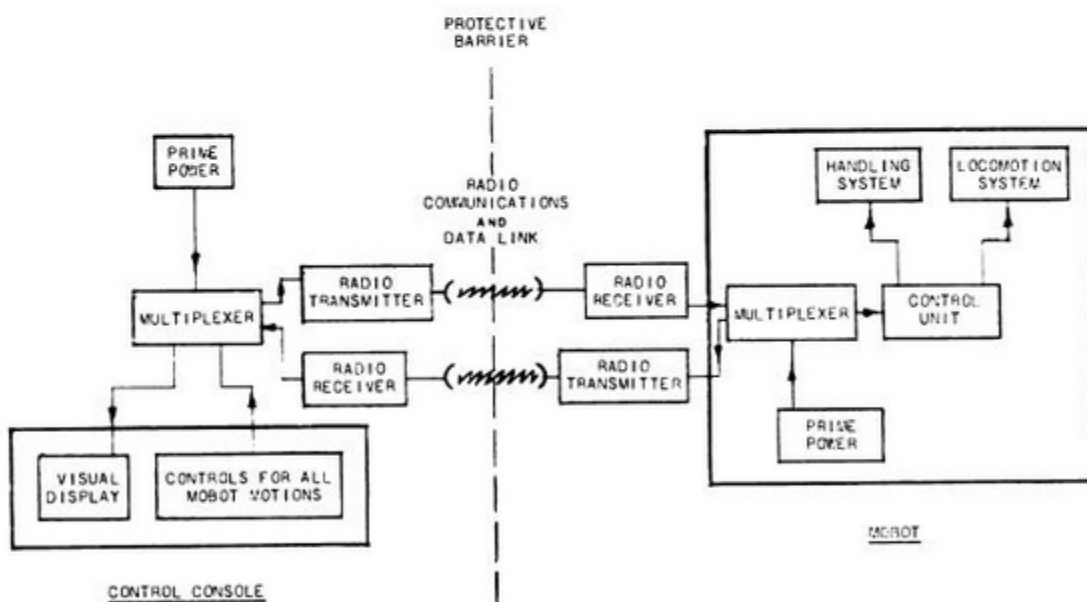 PROTECTIVE
BARRIER
PRIME
POWER
RADIO
COMMUNICATIONS
AND
DATA LINK
HANDLING
SYSTEM
LOCOMOTION
SYSTEM
RADIO
TRANSMITTER
RADIO
RECEIVER
MULTIPLEXER
MULTIPLEXER
CONTROL
UNIT
RADIO
RECEIVER
RADIO
TRANSMITTER
PRIME
POWER
VISUAL
DISPLAY
CONTROLS FOR ALL
MOBOT MOTIONS
MOBOT
CONTROL CONSOLE